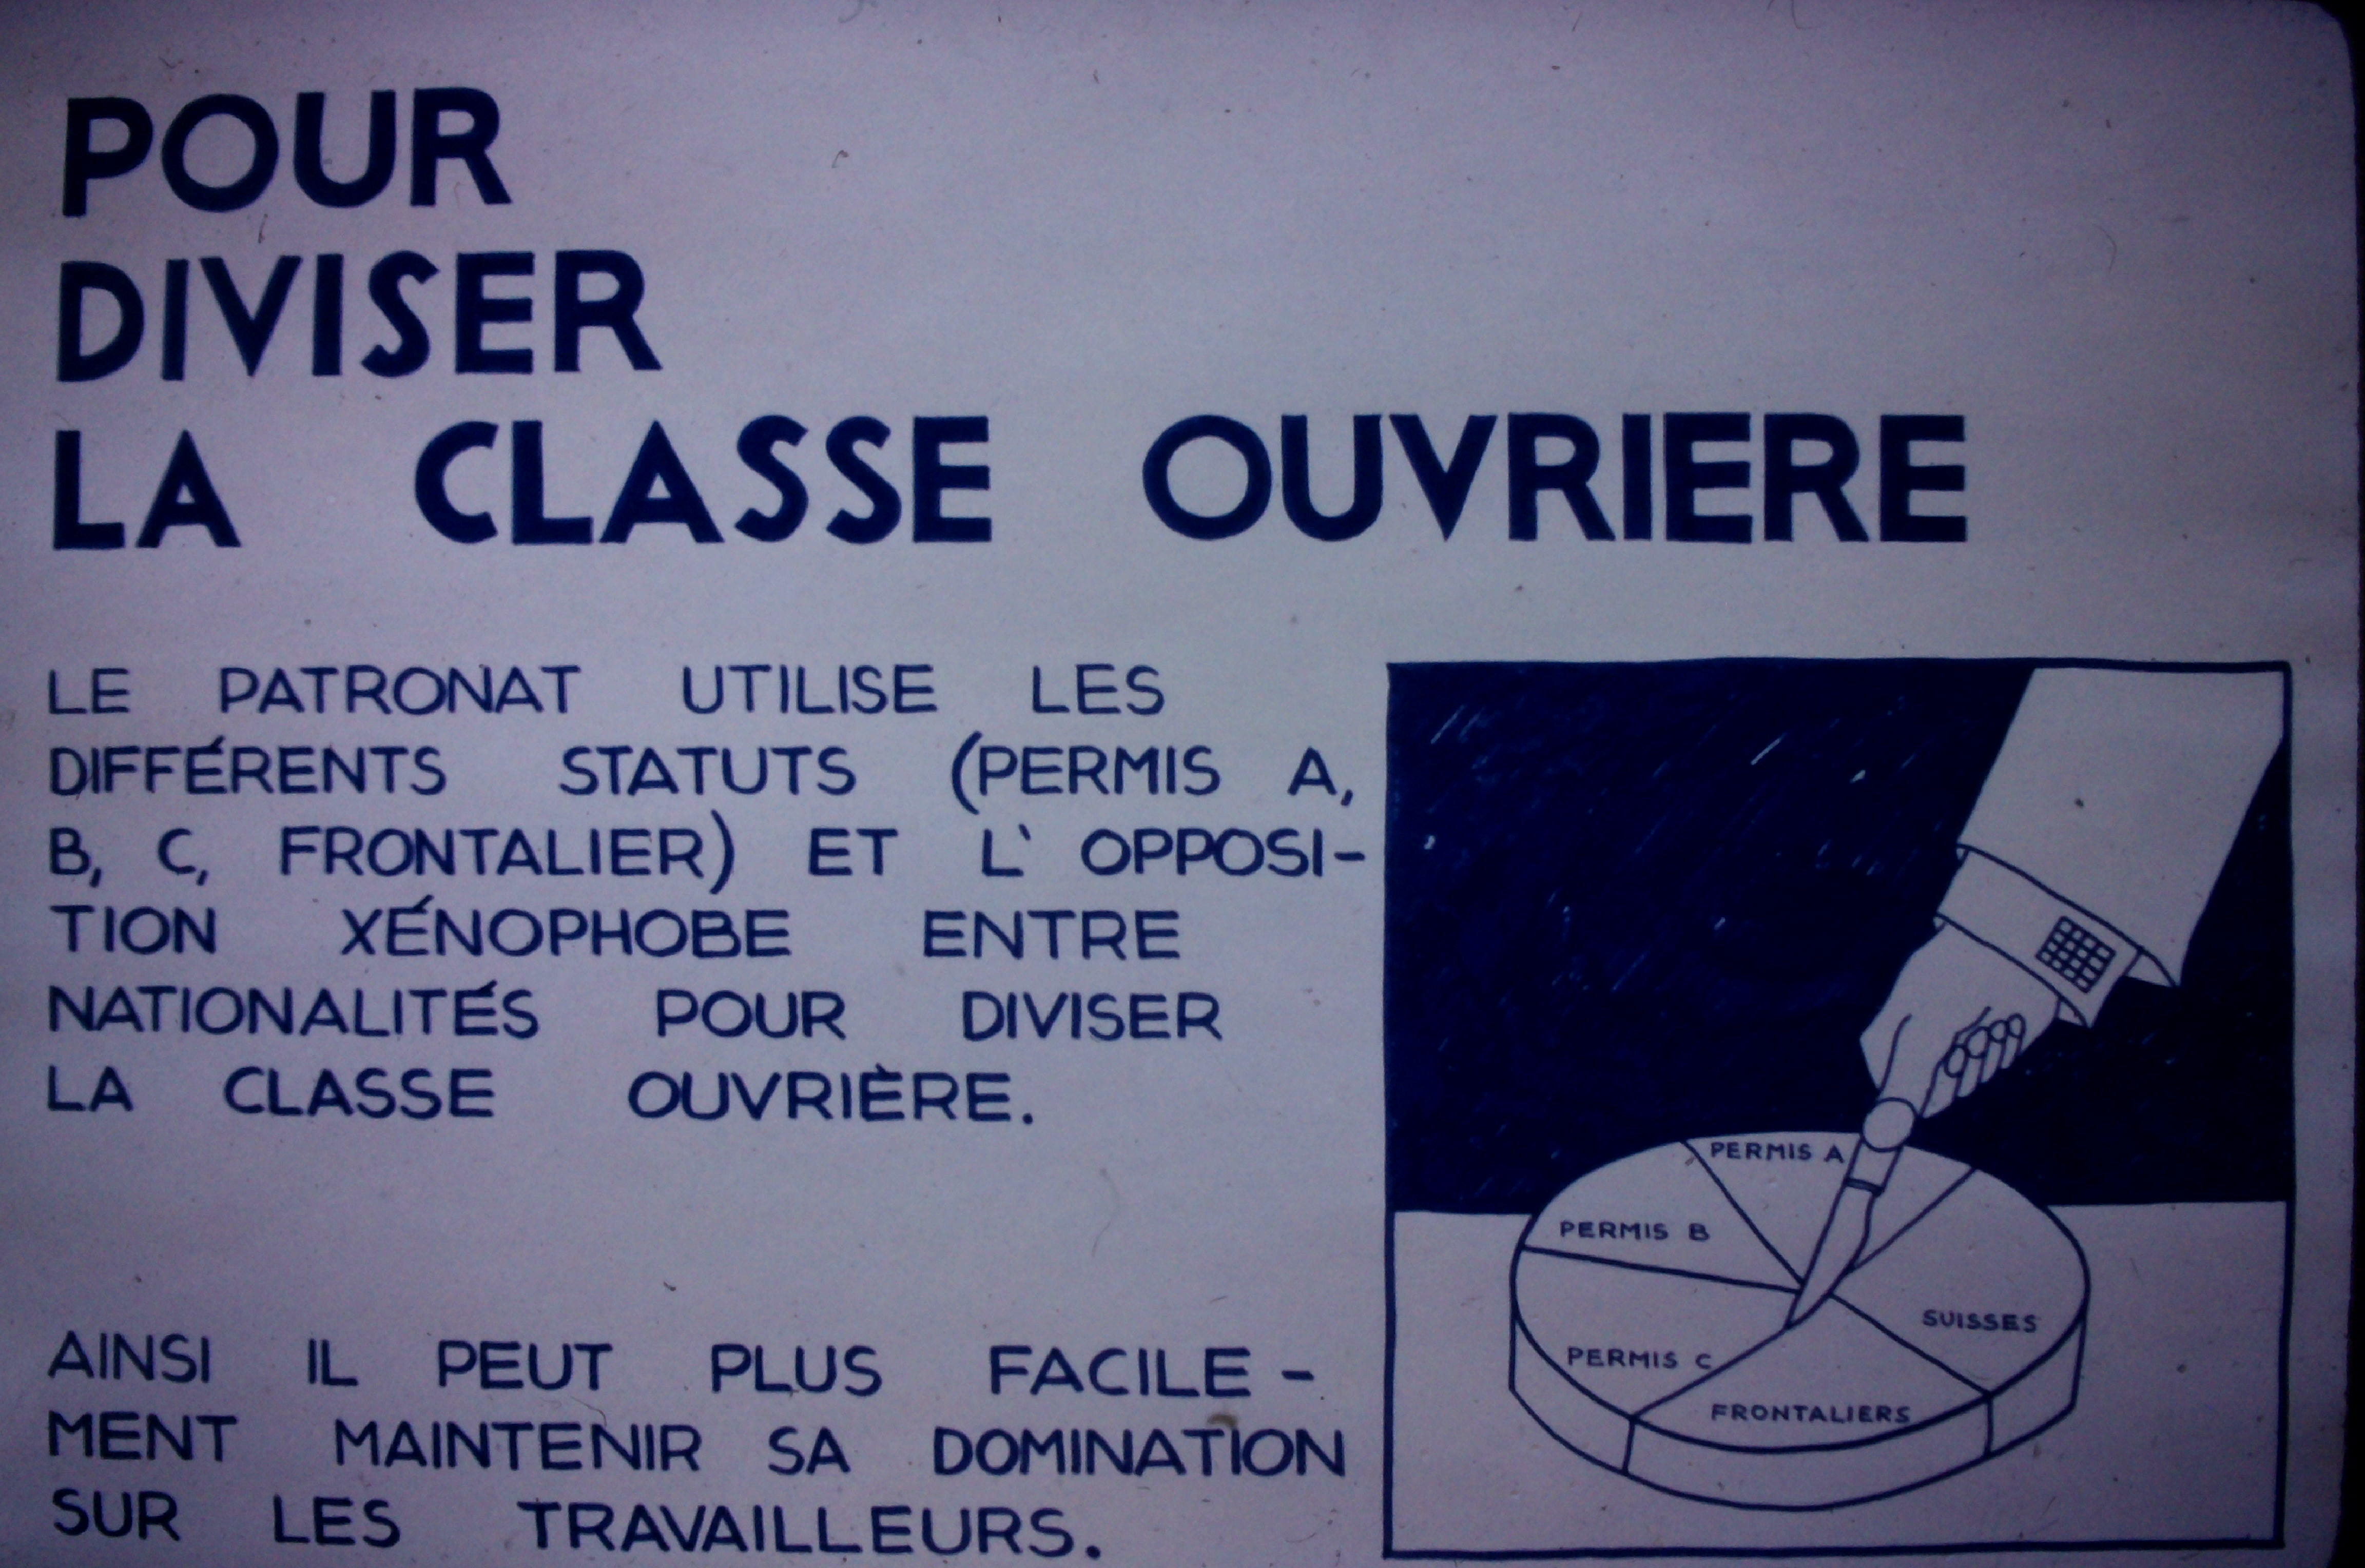 POUR
DIVISER
LA CLASSE OUVRIERE
LE PATRONAT UTILISE LES
DIFFÉRENTS STATUTS (PERMIS A,
B, C, FRONTALIER) ET L' OPPOSI-
TION XÉNOPHOBE ENTRE
NATIONALITÉS POUR DIVISER
LA CLASSE OUVRIÈRE.
AINSI IL PEUT PLUS FACILE-
MENT MAINTENIR SA DOMINATION
SUR LES TRAVAILLEURS.
PERMIS A
PERMIS B
SUISSES
PERMIS C
FRONTALIERS